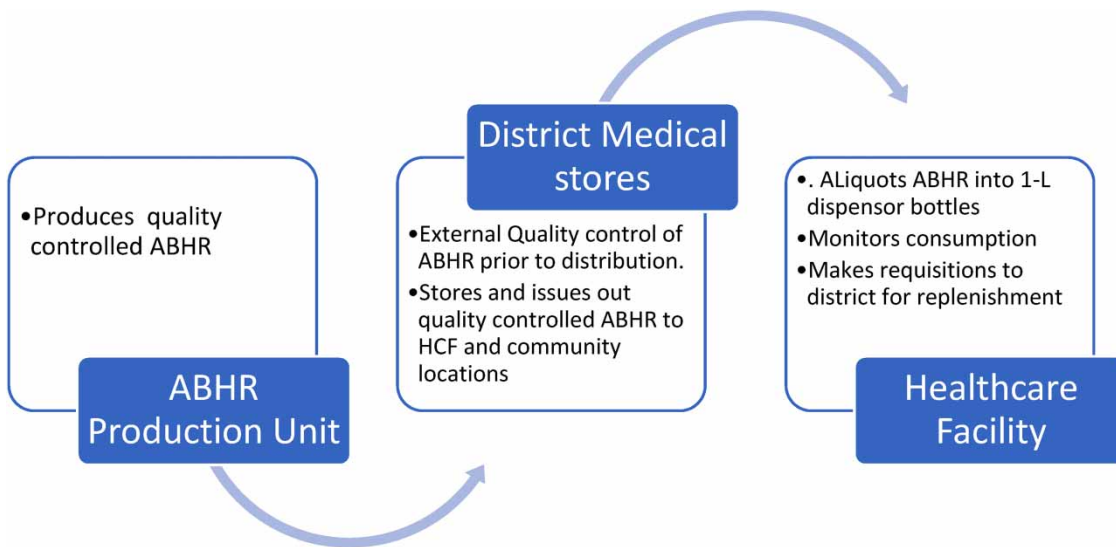 •Produces quality
controlled ABHR
ABHR
Production Unit
District Medical
stores
•External Quality control of
ABHR prior to distribution.
•Stores and issues out
quality controlled ABHR to
HCF and community
locations
•. ALiquots ABHR into 1-L
dispensor bottles
•Monitors consumption
•Makes requisitions to
district for replenishment
Healthcare
Facility